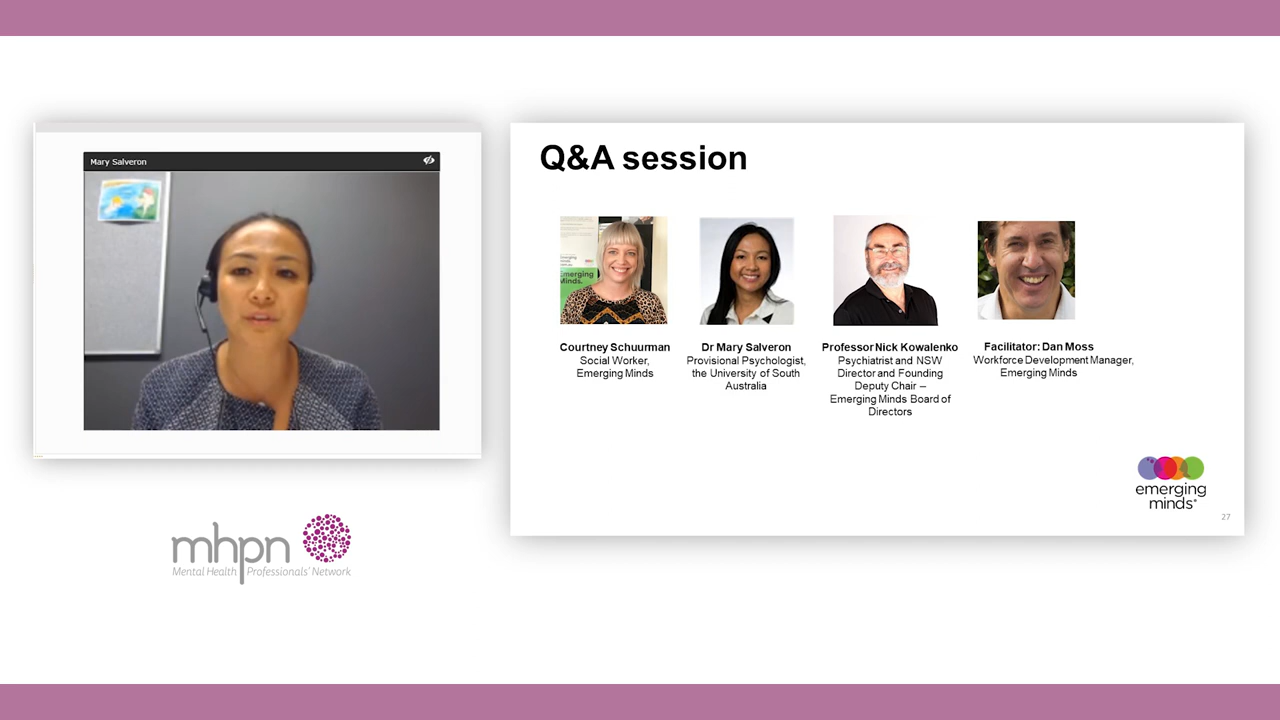 Mary Salveron
Q&A session
Courtney Schuurman
Social Worker,
Emerging Minds
Dr Mary Salveron
Provisional Psychologist,
the University of South
Australia
Professor Nick Kowalenko
Psychiatrist and NSW
Director and Founding
Deputy Chair –
Emerging Minds Board of
Directors
Facilitator: Dan Moss
Workforce Development Manager,
Emerging Minds
Emerging
Minds.
emerging
minds
27
mhpn
Mental Health Professionals' Network